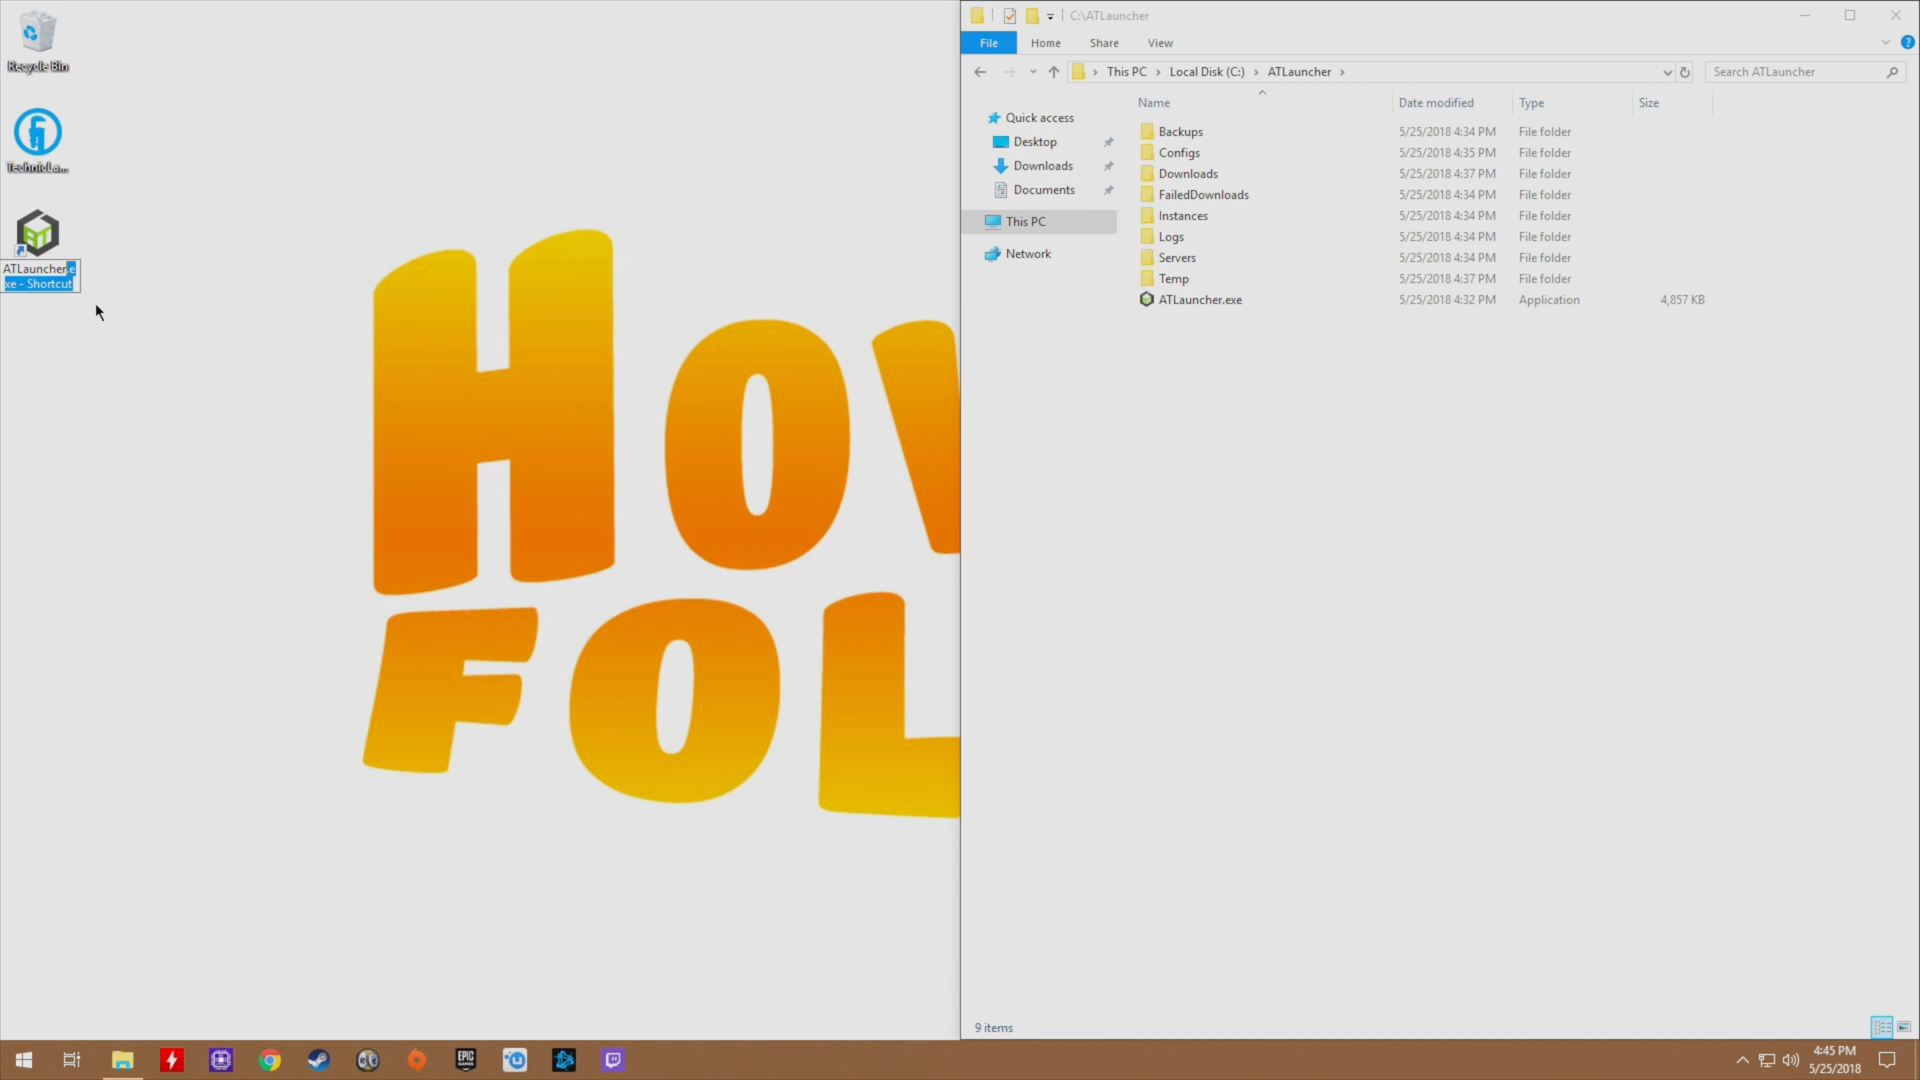 Recycle Bin
TechnicLa...
ATLauncher.e
xe - Shortcut
How
FOL
C:\ATLauncher
File Home Share View
This PC > Local Disk (C:) > ATLauncher >
Search ATLauncher
Name Date modified Type Size
Quick access
Desktop
Downloads
Documents
This PC
Network
Backups 5/25/2018 4:34 PM File folder
Configs 5/25/2018 4:35 PM File folder
Downloads 5/25/2018 4:37 PM File folder
FailedDownloads 5/25/2018 4:34 PM File folder
Instances 5/25/2018 4:34 PM File folder
Logs 5/25/2018 4:34 PM File folder
Servers 5/25/2018 4:34 PM File folder
Temp 5/25/2018 4:37 PM File folder
ATLauncher.exe 5/25/2018 4:32 PM Application 4,857 KB
9 items
EPIC
GAMES
4:45 PM
5/25/2018